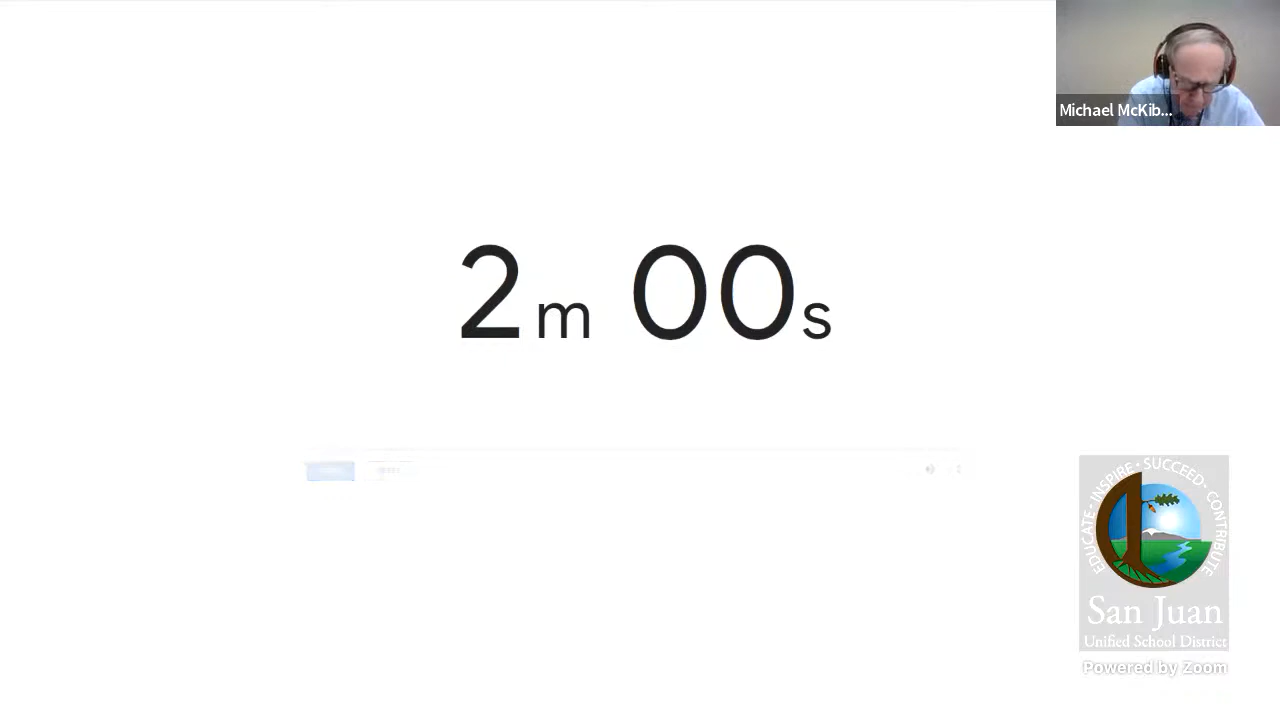 Michael McKib...
2m 00s
EDUCATE · INSPIRE · SUCCEED · CONTRIBUTE
San Juan
Unified School District
Powered by Zoom